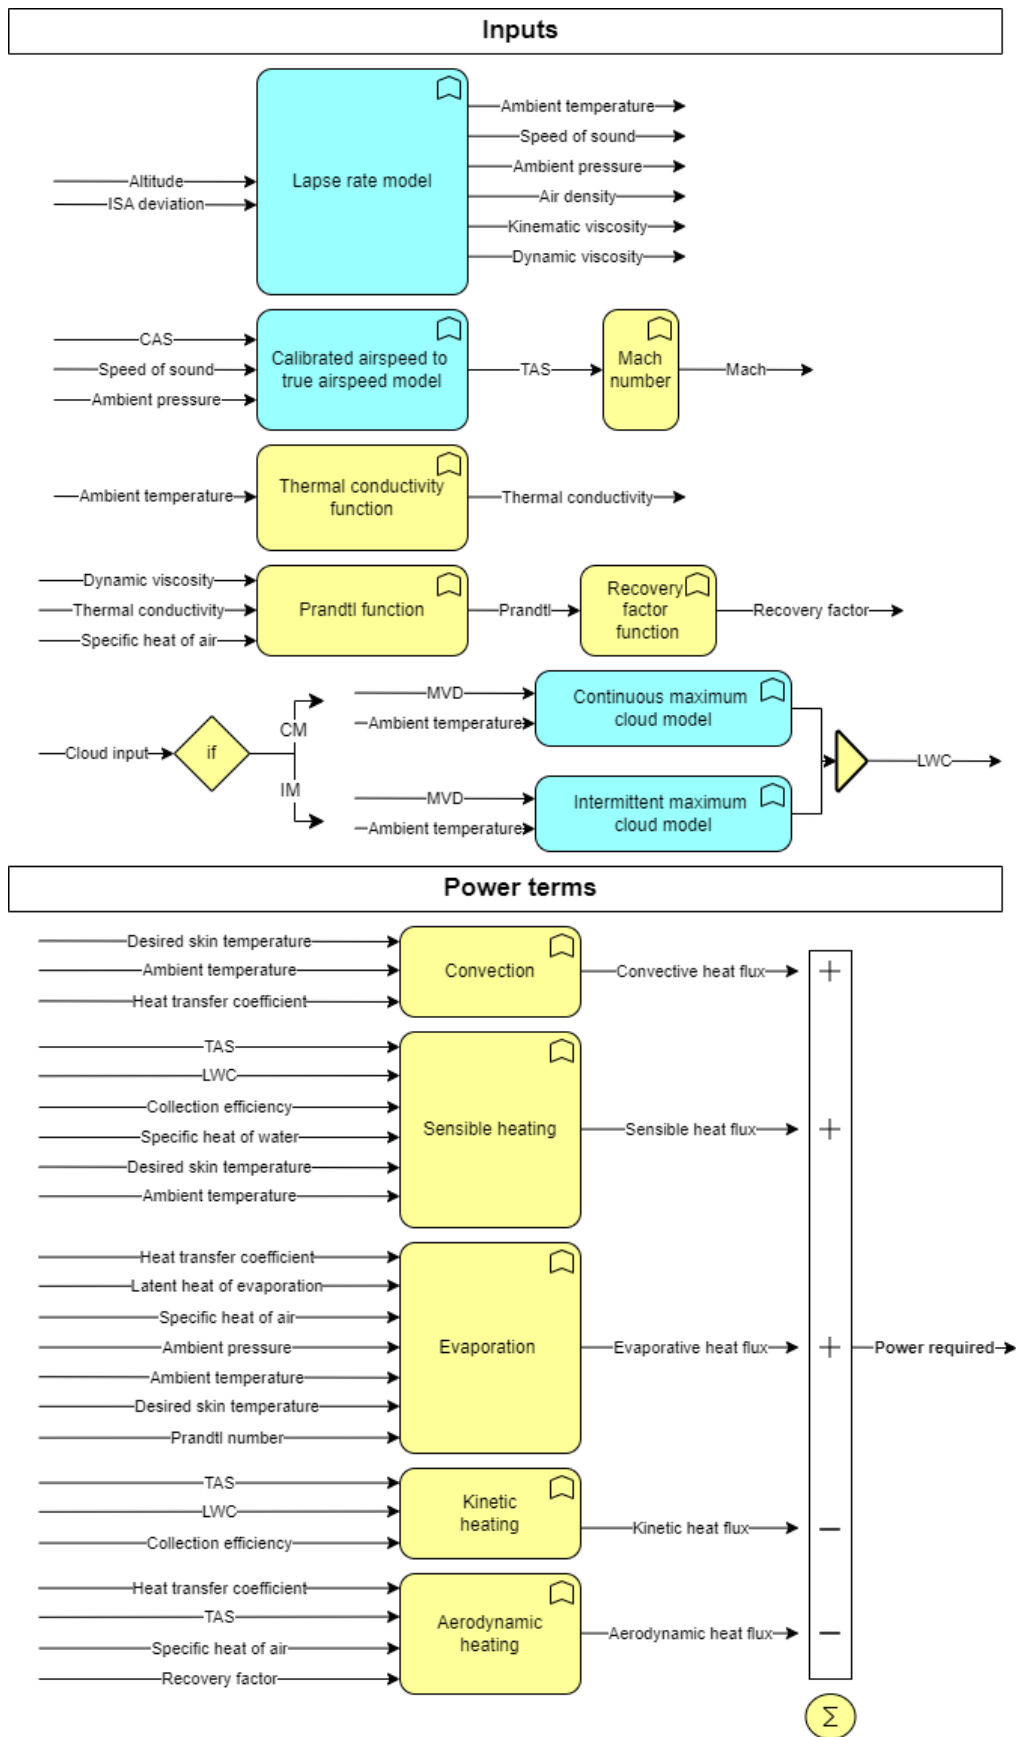 Inputs
Ambient temperature
Speed of sound
Ambient pressure
Altitude
ISA deviation
Lapse rate model
Air density
Kinematic viscosity
Dynamic viscosity
CAS
Speed of sound
Ambient pressure
Calibrated airspeed to
true airspeed model
TAS
Mach
number
Mach
Ambient temperature
Thermal conductivity
function
Thermal conductivity
Dynamic viscosity
Thermal conductivity
Specific heat of air
Prandtl function
Prandtl
Recovery
factor
function
Recovery factor
Cloud input
if
CM
IM
MVD
Ambient temperature
Continuous maximum
cloud model
MVD
Ambient temperature
Intermittent maximum
cloud model
LWC
Power terms
Desired skin temperature
Ambient temperature
Heat transfer coefficient
Convection
Convective heat flux
+
TAS
LWC
Collection efficiency
Specific heat of water
Desired skin temperature
Ambient temperature
Sensible heating
Sensible heat flux
+
Heat transfer coefficient
Latent heat of evaporation
Specific heat of air
Ambient pressure
Ambient temperature
Desired skin temperature
Prandtl number
Evaporation
Evaporative heat flux
+
Power required
TAS
LWC
Collection efficiency
Kinetic
heating
Kinetic heat flux
−
Heat transfer coefficient
TAS
Specific heat of air
Recovery factor
Aerodynamic
heating
Aerodynamic heat flux
−
Σ